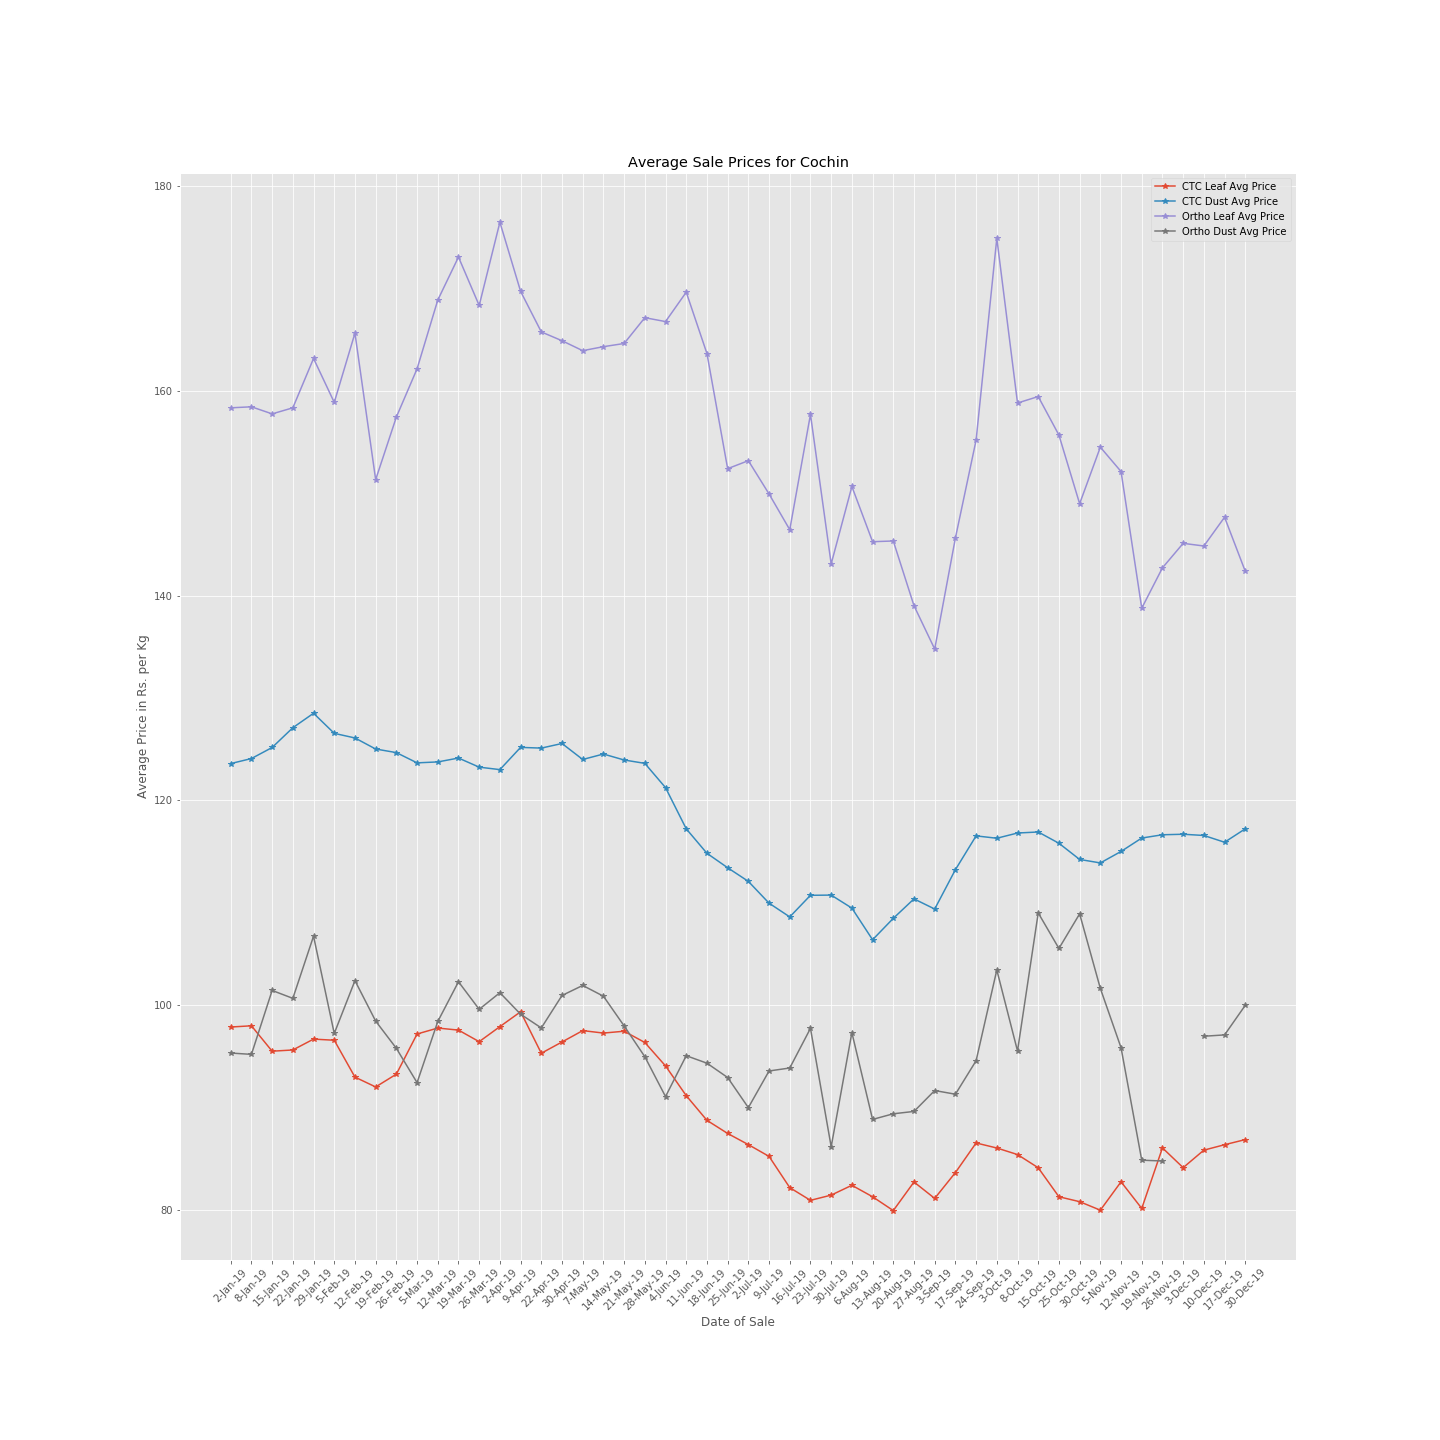 Average Sale Prices for Cochin
CTC Leaf Avg Price
CTC Dust Avg Price
Ortho Leaf Avg Price
Ortho Dust Avg Price
180
160
140
120
100
80
Average Price in Rs. per Kg
2-Jan-19
8-Jan-19
15-Jan-19
22-Jan-19
29-Jan-19
5-Feb-19
12-Feb-19
19-Feb-19
26-Feb-19
5-Mar-19
12-Mar-19
19-Mar-19
26-Mar-19
2-Apr-19
9-Apr-19
22-Apr-19
30-Apr-19
7-May-19
14-May-19
21-May-19
28-May-19
4-Jun-19
11-Jun-19
18-Jun-19
25-Jun-19
2-Jul-19
9-Jul-19
16-Jul-19
23-Jul-19
30-Jul-19
6-Aug-19
13-Aug-19
20-Aug-19
27-Aug-19
3-Sep-19
17-Sep-19
24-Sep-19
3-Oct-19
8-Oct-19
15-Oct-19
25-Oct-19
30-Oct-19
5-Nov-19
12-Nov-19
19-Nov-19
26-Nov-19
3-Dec-19
10-Dec-19
17-Dec-19
30-Dec-19
Date of Sale